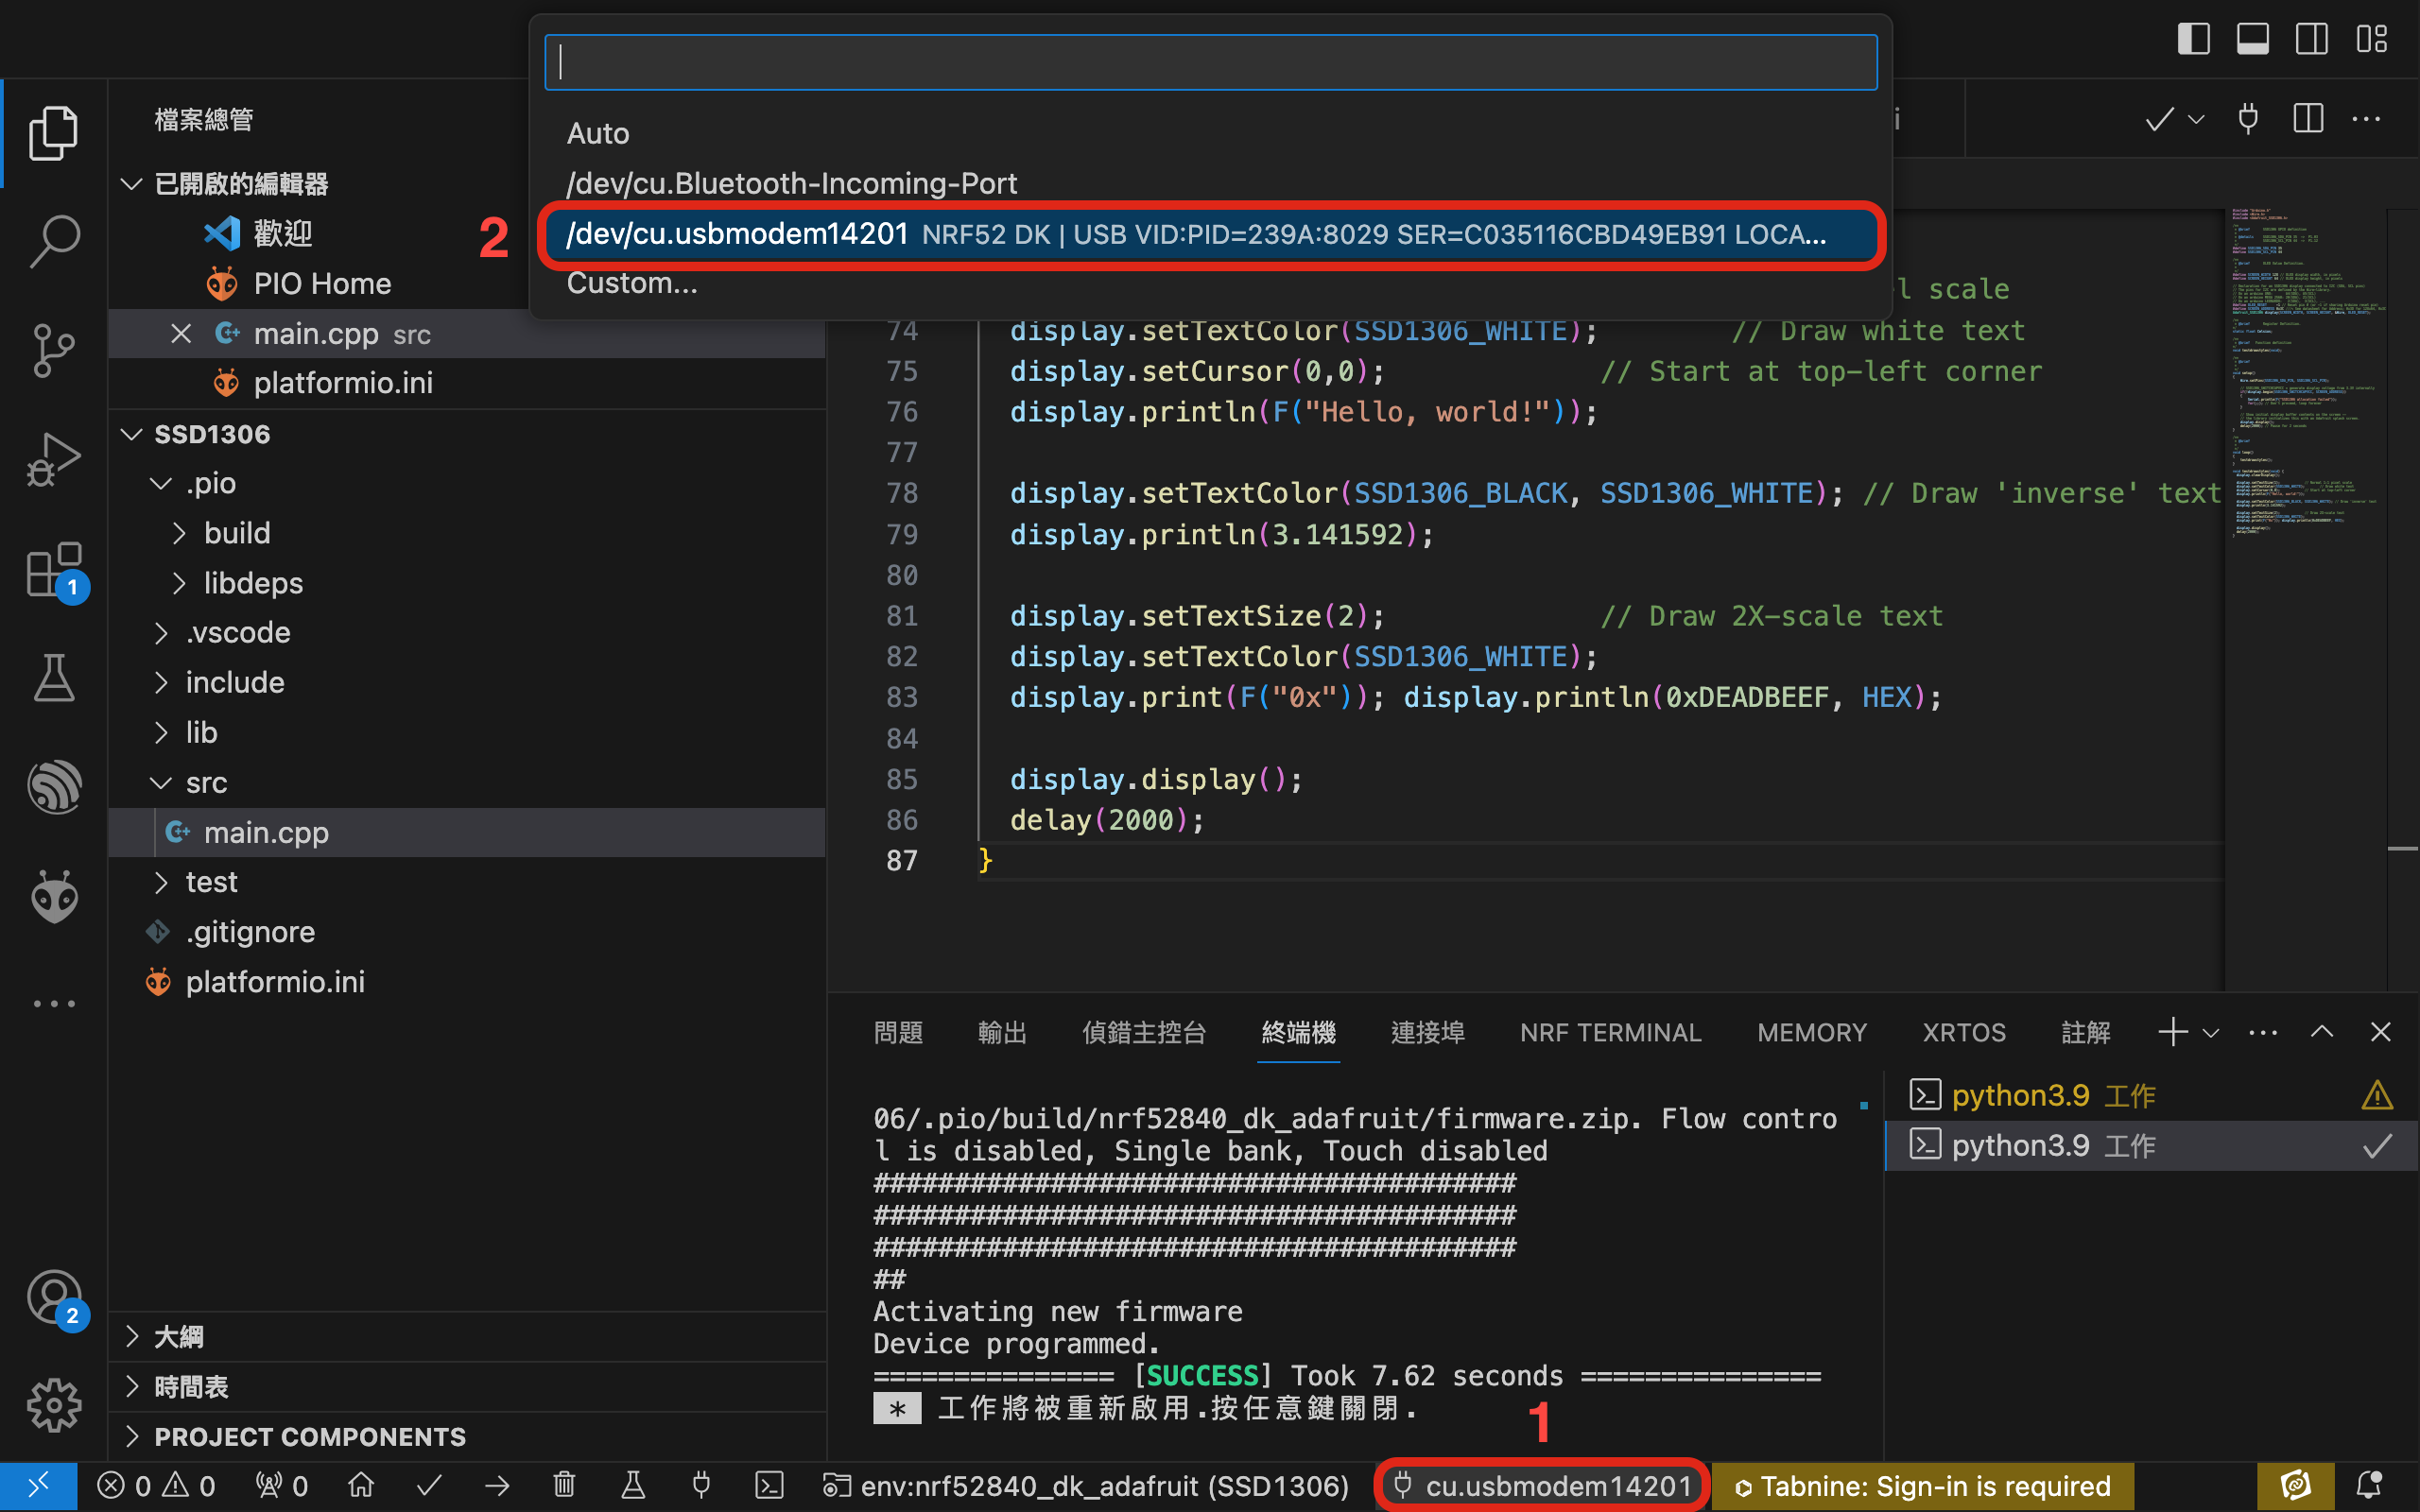 Auto
/dev/cu.Bluetooth-Incoming-Port
2
/dev/cu.usbmodem14201 NRF52 DK | USB VID:PID=239A:8029 SER=C035116CBD49EB91 LOCA...
Custom...
檔案總管
已開啟的編輯器
歡迎
PIO Home
main.cpp src
platformio.ini
SSD1306
.pio
build
libdeps
.vscode
include
lib
src
main.cpp
test
.gitignore
platformio.ini
大綱
時間表
PROJECT COMPONENTS
1
2
l scale
74 display.setTextColor(SSD1306_WHITE); // Draw white text
75 display.setCursor(0,0); // Start at top-left corner
76 display.println(F("Hello, world!"));
77
78 display.setTextColor(SSD1306_BLACK, SSD1306_WHITE); // Draw 'inverse' text
79 display.println(3.141592);
80
81 display.setTextSize(2); // Draw 2X-scale text
82 display.setTextColor(SSD1306_WHITE);
83 display.print(F("0x")); display.println(0xDEADBEEF, HEX);
84
85 display.display();
86 delay(2000);
87 }
問題 輸出 偵錯主控台 終端機 連接埠 NRF TERMINAL MEMORY XRTOS 註解
06/.pio/build/nrf52840_dk_adafruit/firmware.zip. Flow contro
l is disabled, Single bank, Touch disabled
########################################
########################################
########################################
##
Activating new firmware
Device programmed.
=============== [SUCCESS] Took 7.62 seconds ===============
* 工作將被重新啟用.按任意鍵關閉.
python3.9 工作
python3.9 工作
1
0 0 0 env:nrf52840_dk_adafruit (SSD1306) cu.usbmodem14201 Tabnine: Sign-in is required